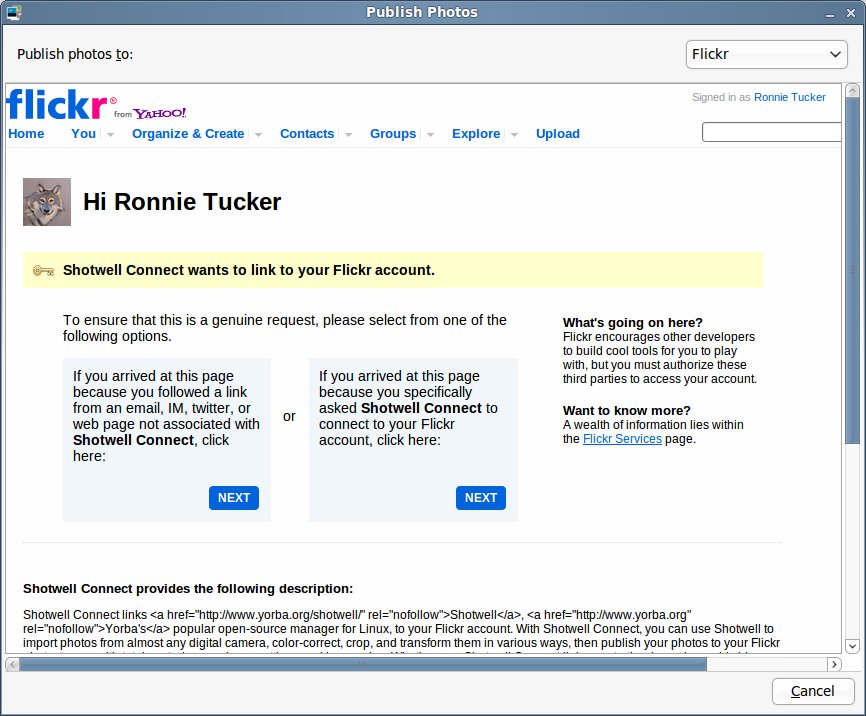 Publish Photos
Publish photos to:
Flickr
flickr® from YAHOO!
Signed in as Ronnie Tucker
Home You Organize & Create Contacts Groups Explore Upload
Hi Ronnie Tucker
Shotwell Connect wants to link to your Flickr account.
To ensure that this is a genuine request, please select from one of the
following options.
If you arrived at this page
because you followed a link
from an email, IM, twitter, or
web page not associated with
Shotwell Connect, click
here:
NEXT
or
If you arrived at this page
because you specifically
asked Shotwell Connect to
connect to your Flickr
account, click here:
NEXT
What's going on here?
Flickr encourages other developers
to build cool tools for you to play
with, but you must authorize these
third parties to access your account.
Want to know more?
A wealth of information lies within
the Flickr Services page.
Shotwell Connect provides the following description:
Shotwell Connect links <a href="http://www.yorba.org/shotwell/" rel="nofollow">Shotwell</a>, <a href="http://www.yorba.org"
rel="nofollow">Yorba's</a> popular open-source manager for Linux, to your Flickr account. With Shotwell Connect, you can use Shotwell to
import photos from almost any digital camera, color-correct, crop, and transform them in various ways, then publish your photos to your Flickr
Cancel